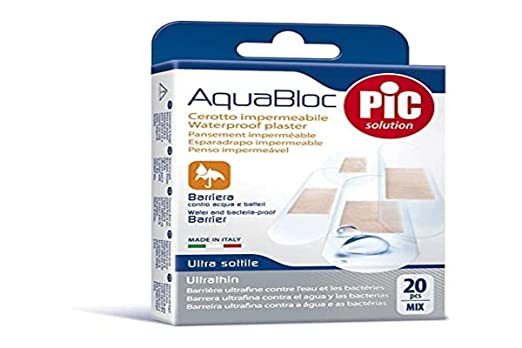 AquaBloc
PiC
solution
Cerotto impermeabile
Waterproof plaster
Pansement imperméable
Esparadrapo impermeable
Penso impermeável
Barriera
contro acqua e batteri
Water and bacteria-proof
Barrier
MADE IN ITALY
Ultra sottile
Ultrathin
Barrière ultrafine contre l'eau et les bactéries
Barrera ultrafina contra el agua y las bacterias
Barreira ultrafina contra a água e as bactérias
20
pcs
MIX